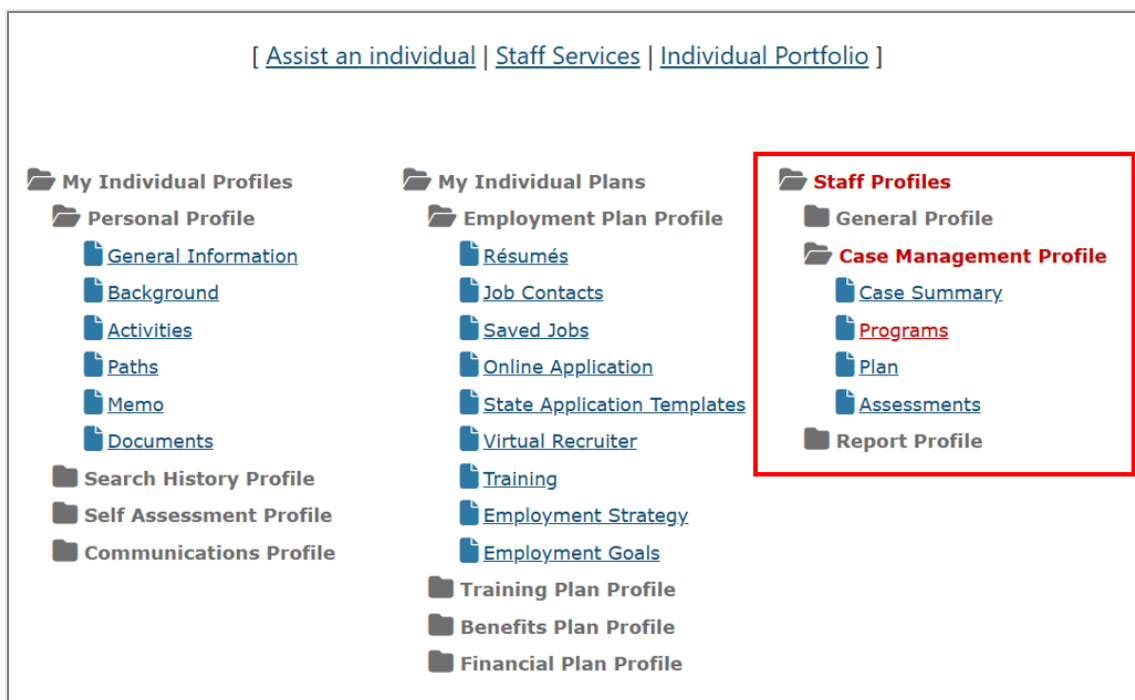 [ Assist an individual | Staff Services | Individual Portfolio ]
My Individual Profiles
Personal Profile
General Information
Background
Activities
Paths
Memo
Documents
Search History Profile
Self Assessment Profile
Communications Profile
My Individual Plans
Employment Plan Profile
Résumés
Job Contacts
Saved Jobs
Online Application
State Application Templates
Virtual Recruiter
Training
Employment Strategy
Employment Goals
Training Plan Profile
Benefits Plan Profile
Financial Plan Profile
Staff Profiles
General Profile
Case Management Profile
Case Summary
Programs
Plan
Assessments
Report Profile